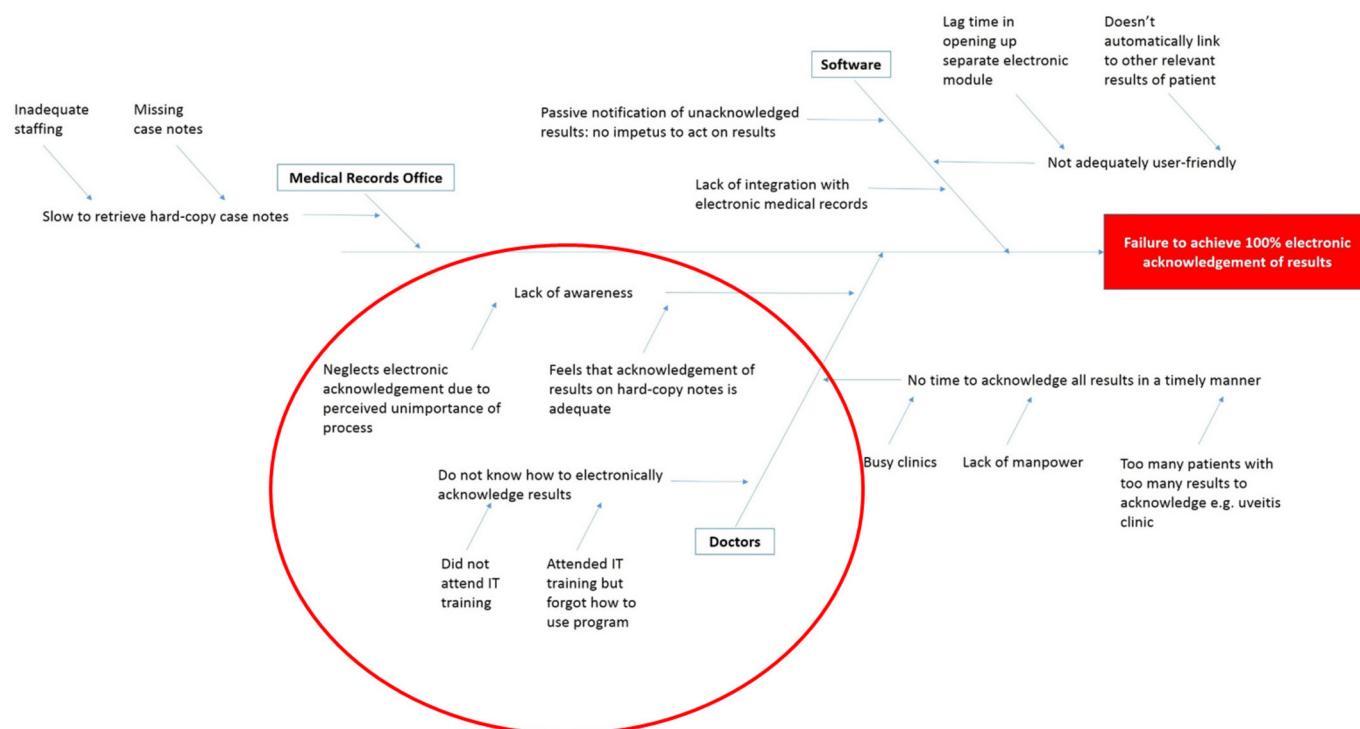 Inadequate
staffing
Missing
case notes
Medical Records Office
Slow to retrieve hard-copy case notes
Software
Passive notification of unacknowledged
results: no impetus to act on results
Lack of integration with
electronic medical records
Lag time in
opening up
separate electronic
module
Doesn't
automatically link
to other relevant
results of patient
Not adequately user-friendly
Failure to achieve 100% electronic
acknowledgement of results
Lack of awareness
Neglects electronic
acknowledgement due to
perceived unimportance of
process
Feels that acknowledgement of
results on hard-copy notes is
adequate
Do not know how to electronically
acknowledge results
Did not
attend IT
training
Attended IT
training but
forgot how to
use program
Doctors
No time to acknowledge all results in a timely manner
Busy clinics
Lack of manpower
Too many patients with
too many results to
acknowledge e.g. uveitis
clinic